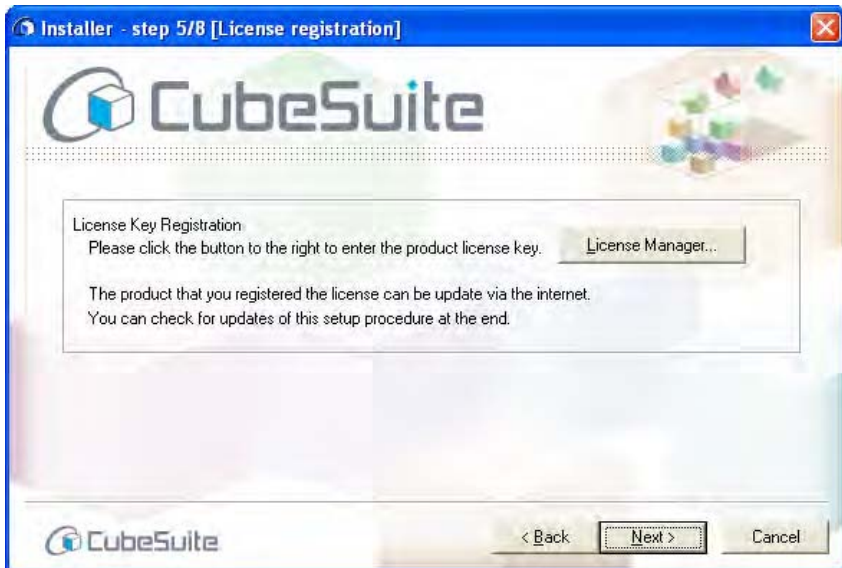 Installer - step 5/8 [License registration]
CubeSuite
License Key Registration
Please click the button to the right to enter the product license key.
License Manager...
The product that you registered the license can be update via the internet.
You can check for updates of this setup procedure at the end.
CubeSuite
< Back
Next >
Cancel